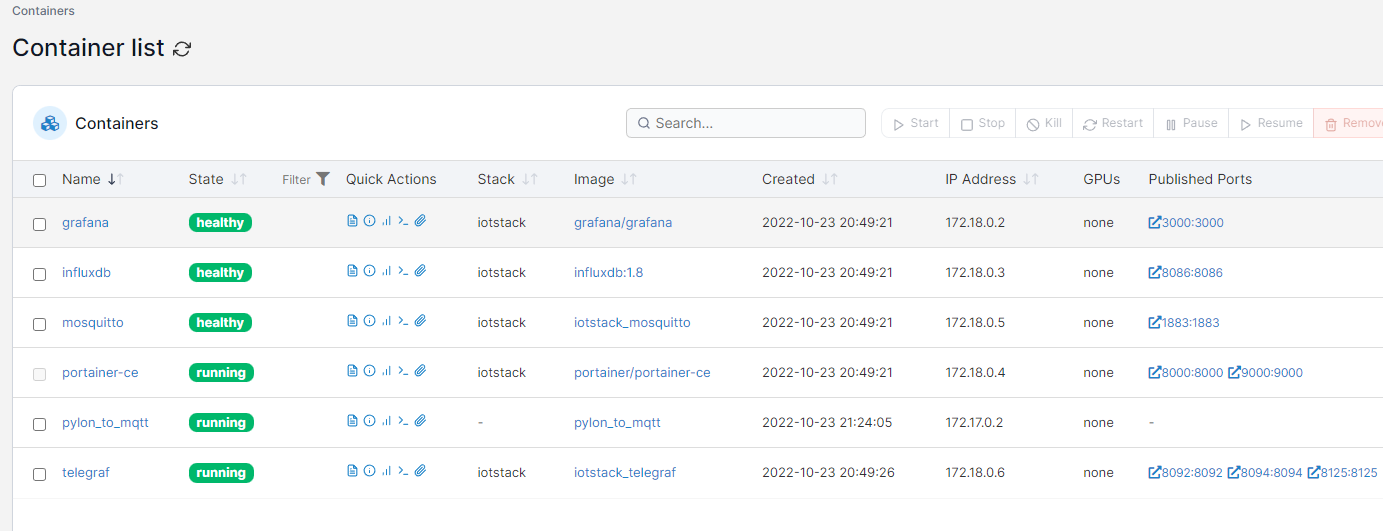 Containers
Container list
Containers Search... Start Stop Kill Restart Pause Resume Remove
Name State Filter Quick Actions Stack Image Created IP Address GPUs Published Ports
grafana healthy iotstack grafana/grafana 2022-10-23 20:49:21 172.18.0.2 none 3000:3000
influxdb healthy iotstack influxdb:1.8 2022-10-23 20:49:21 172.18.0.3 none 8086:8086
mosquitto healthy iotstack iotstack_mosquitto 2022-10-23 20:49:21 172.18.0.5 none 1883:1883
portainer-ce running iotstack portainer/portainer-ce 2022-10-23 20:49:21 172.18.0.4 none 8000:8000 9000:9000
pylon_to_mqtt running - pylon_to_mqtt 2022-10-23 21:24:05 172.17.0.2 none -
telegraf running iotstack iotstack_telegraf 2022-10-23 20:49:26 172.18.0.6 none 8092:8092 8094:8094 8125:8125